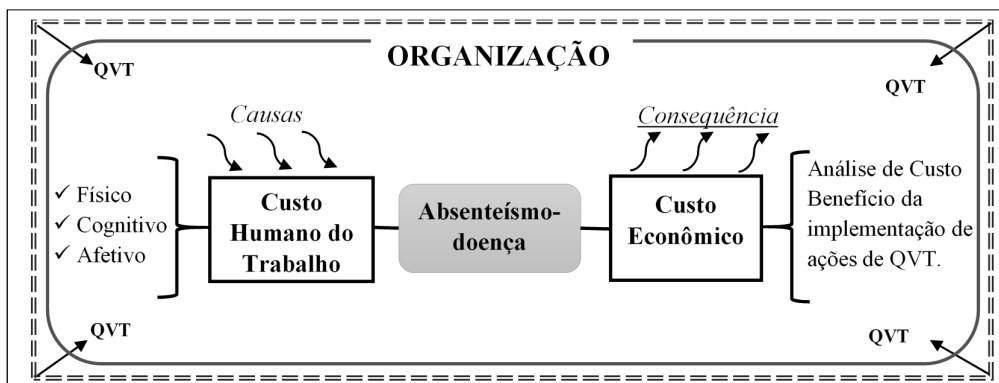 ORGANIZAÇÃO
QVT
QVT
Causas
Consequência
✓ Físico
✓ Cognitivo
✓ Afetivo
Custo
Humano do
Trabalho
Absenteísmo-
doença
Custo
Econômico
Análise de Custo
Benefício da
implementação de
ações de QVT.
QVT
QVT